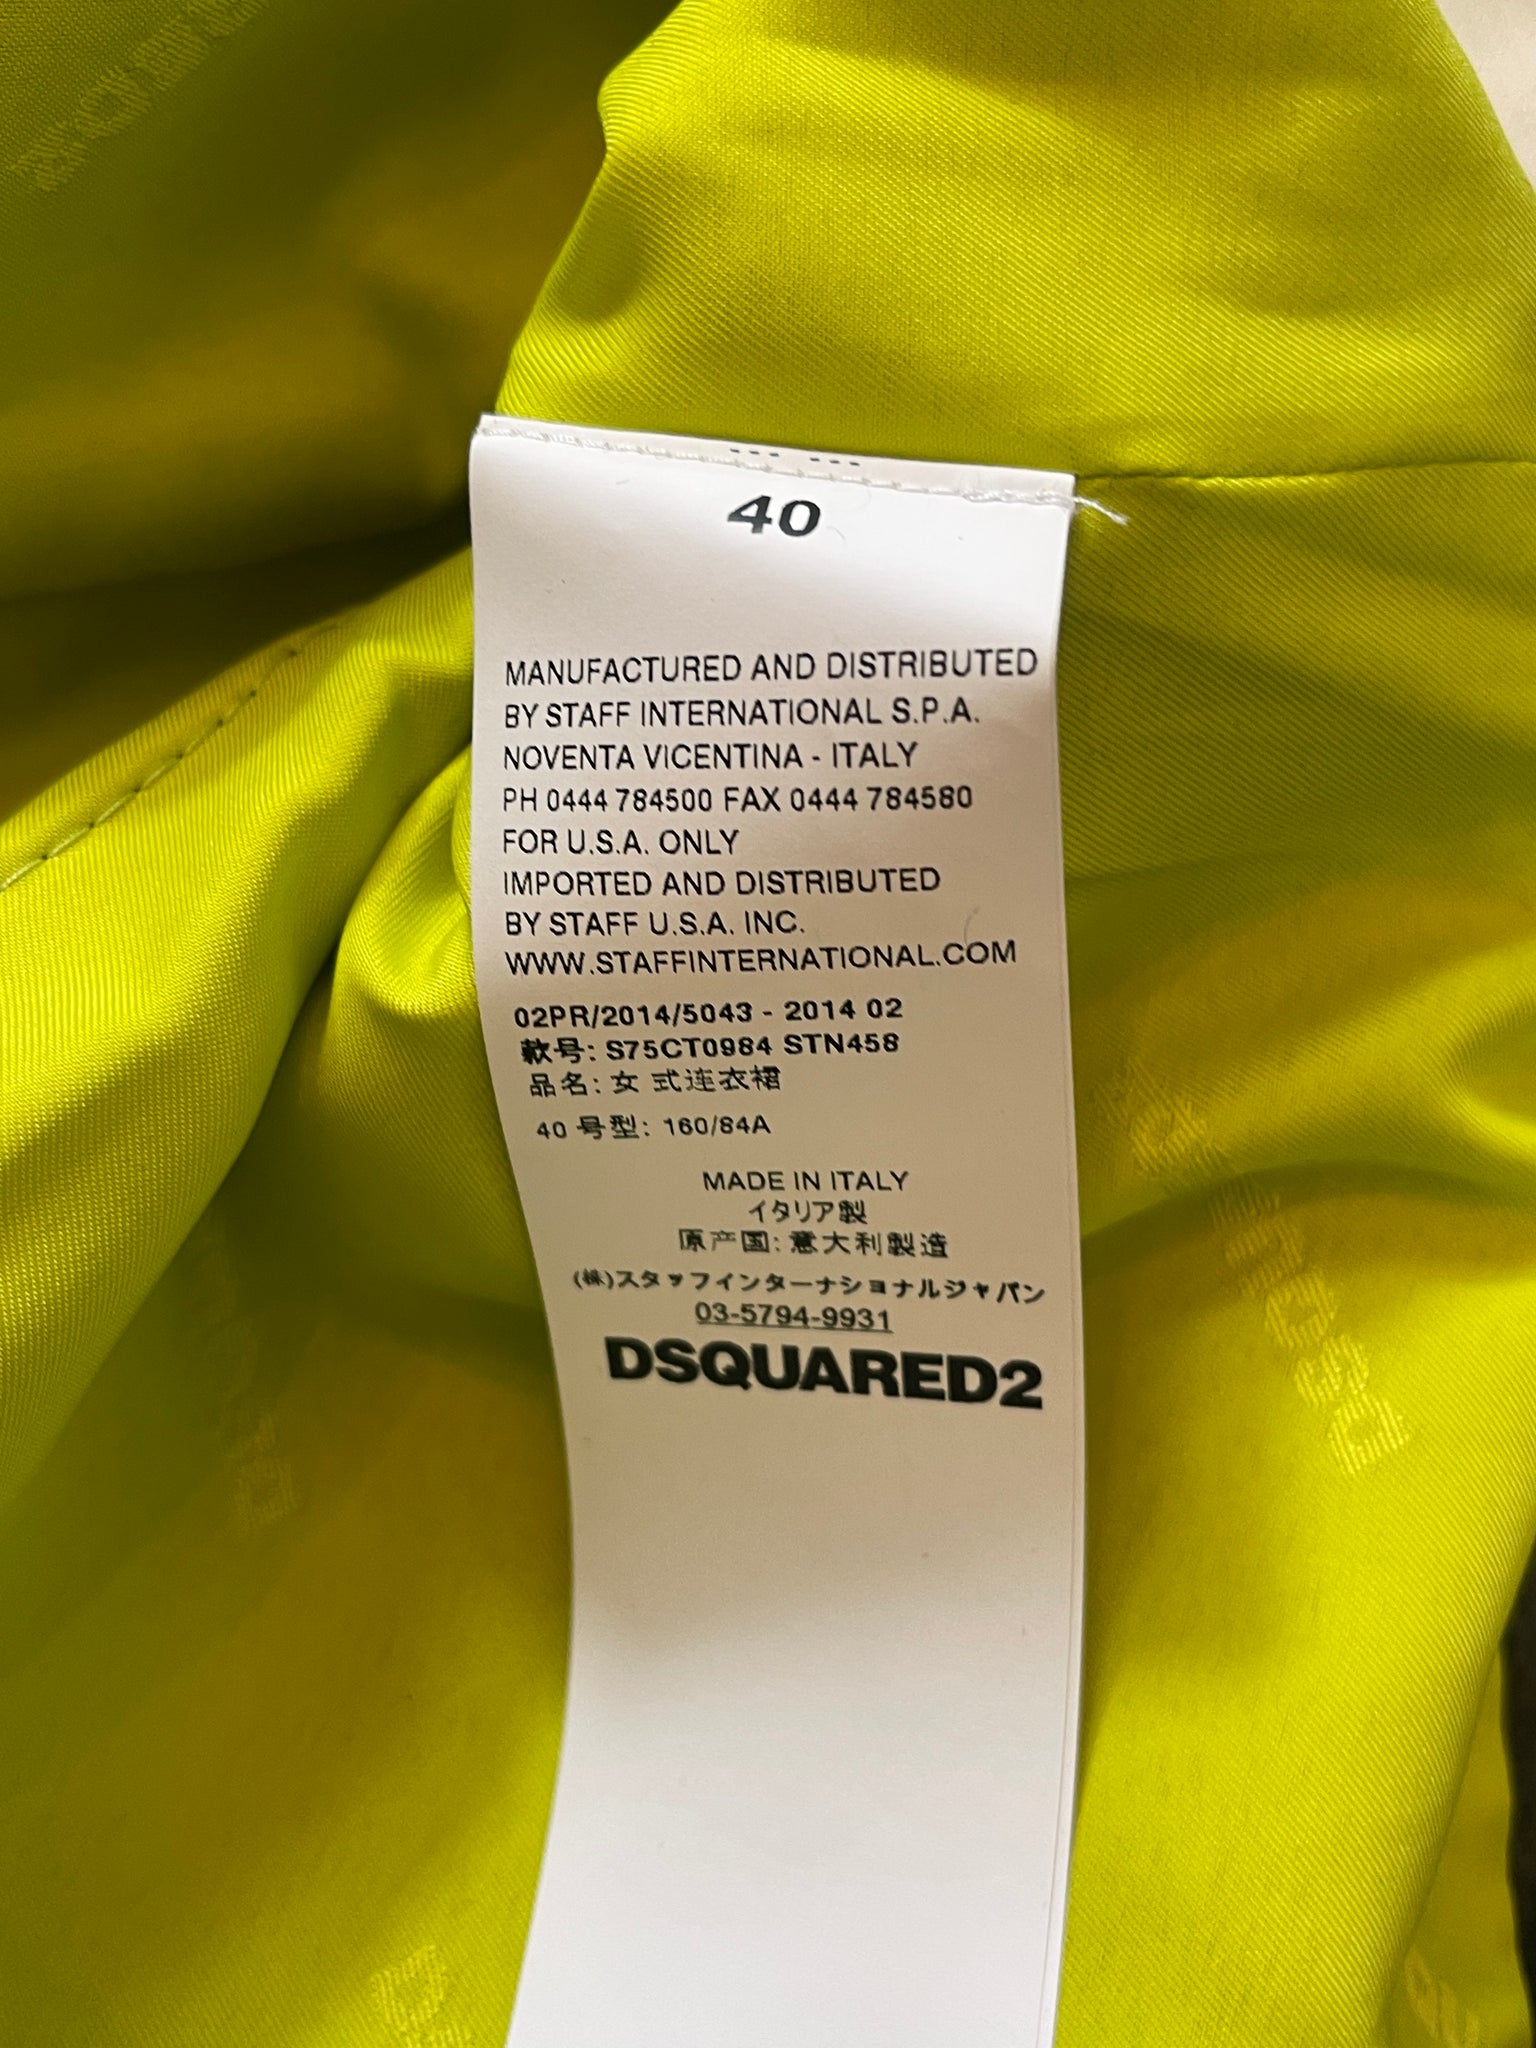 40
MANUFACTURED AND DISTRIBUTED
BY STAFF INTERNATIONAL S.P.A.
NOVENTA VICENTINA - ITALY
PH 0444 784500 FAX 0444 784580
FOR U.S.A. ONLY
IMPORTED AND DISTRIBUTED
BY STAFF U.S.A. INC.
WWW.STAFFINTERNATIONAL.COM
02PR/2014/5043 - 2014 02
款号: S75CT0984 STN458
品名: 女 式连衣裙
40 号型: 160/84A
MADE IN ITALY
イタリア製
原产国: 意大利製造
(株)スタッフインターナショナルジャパン
03-5794-9931
DSQUARED2